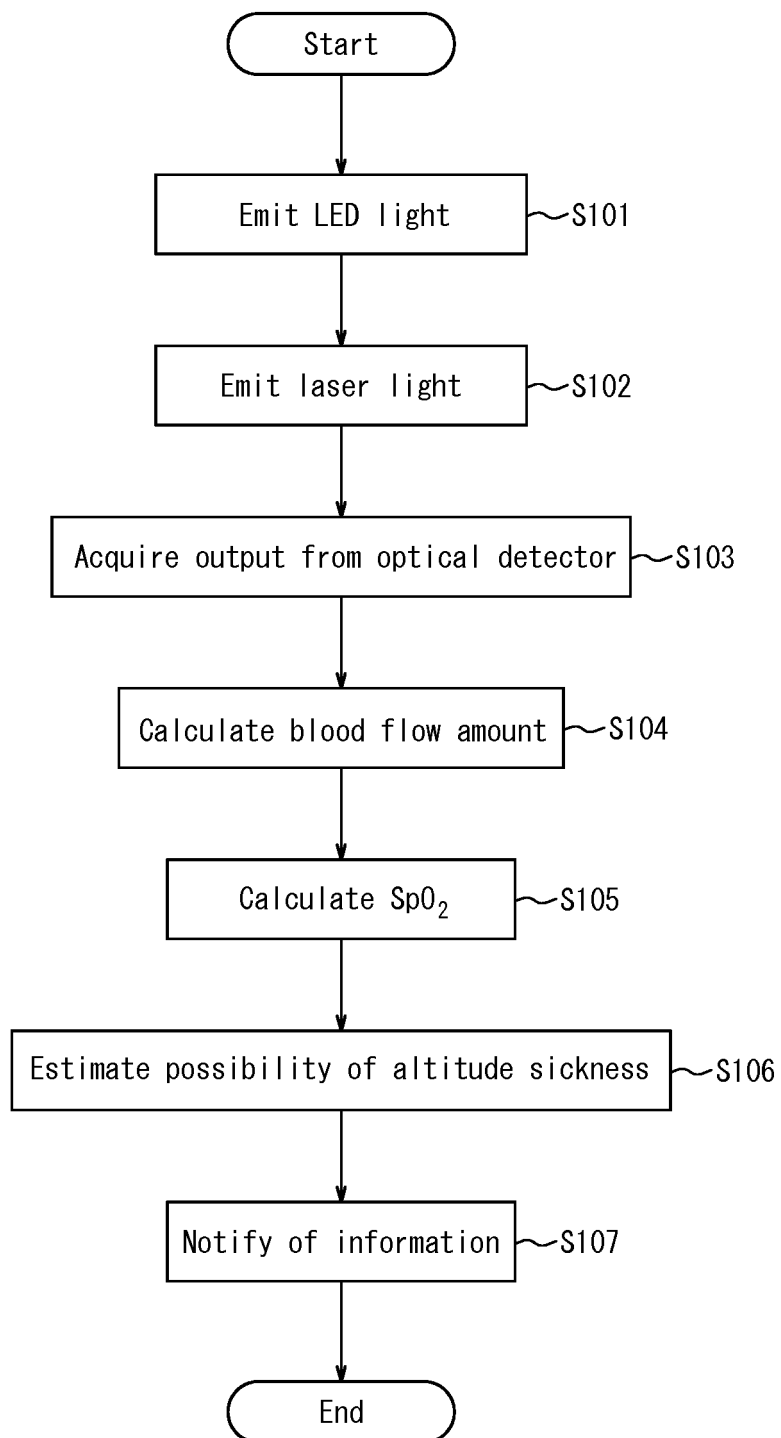 Start
Emit LED light
S101
Emit laser light
S102
Acquire output from optical detector
S103
Calculate blood flow amount
S104
Calculate SpO₂
S105
Estimate possibility of altitude sickness
S106
Notify of information
S107
End